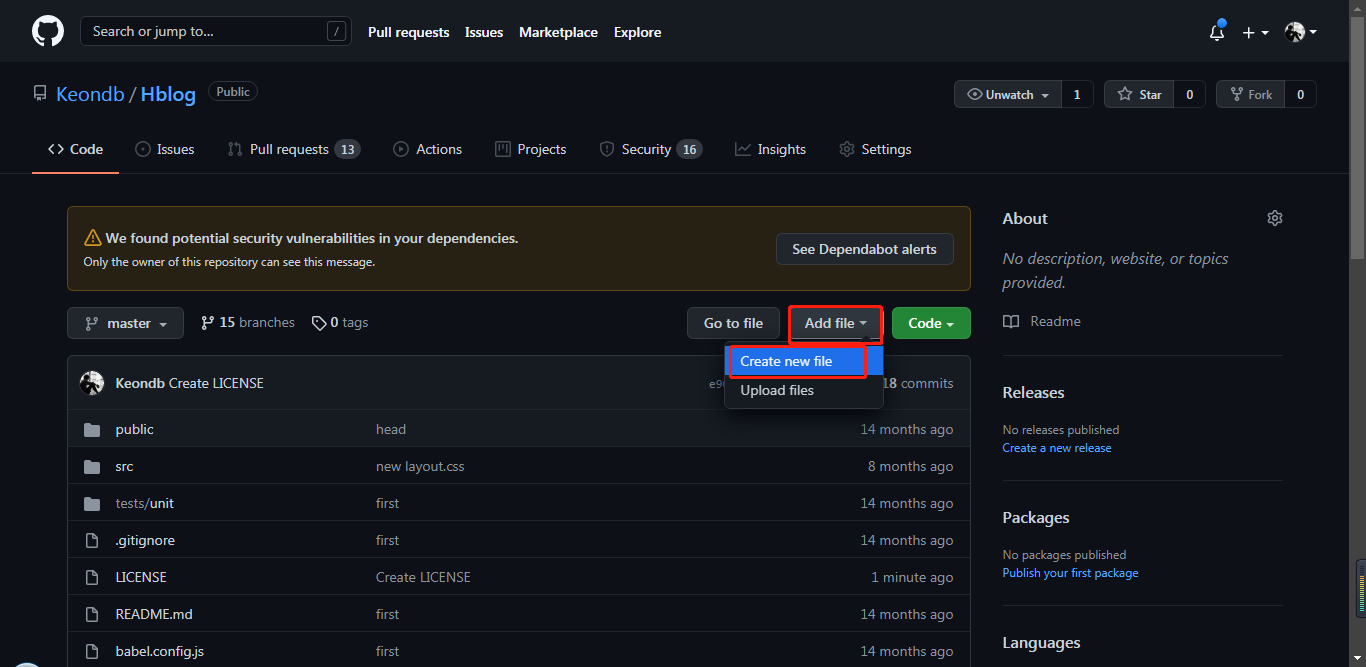 Search or jump to... / Pull requests Issues Marketplace Explore
Keondb / Hblog Public Unwatch 1 Star 0 Fork 0
Code Issues Pull requests 13 Actions Projects Security 16 Insights Settings
We found potential security vulnerabilities in your dependencies.
Only the owner of this repository can see this message.
See Dependabot alerts
master 15 branches 0 tags Go to file Add file Code
Create new file
Upload files
Keondb Create LICENSE 18 commits
public head 14 months ago
src new layout.css 8 months ago
tests/unit first 14 months ago
.gitignore first 14 months ago
LICENSE Create LICENSE 1 minute ago
README.md first 14 months ago
babel.config.js first 14 months ago
About
No description, website, or topics
provided.
Readme
Releases
No releases published
Create a new release
Packages
No packages published
Publish your first package
Languages